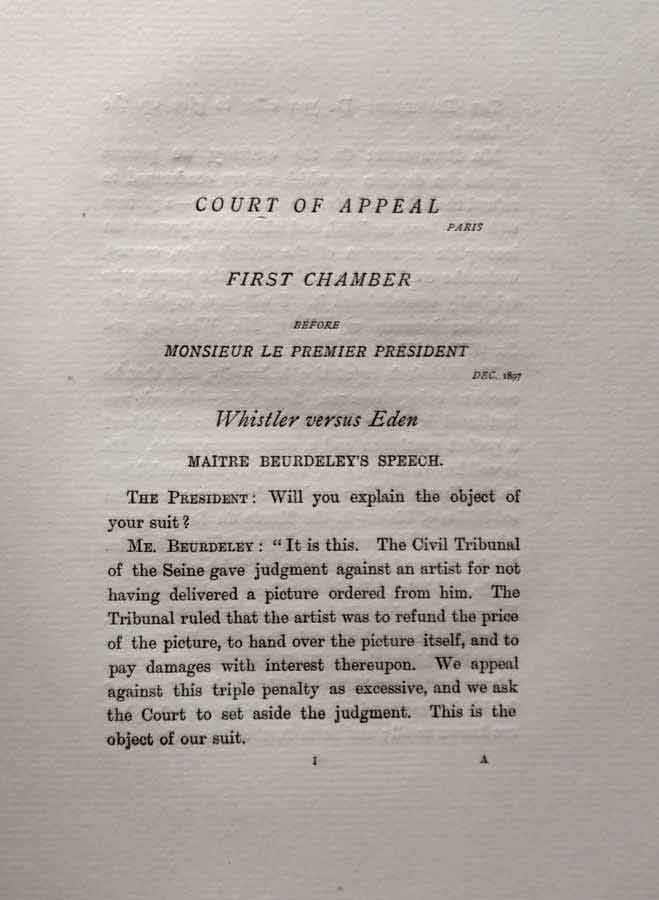 COURT OF APPEAL
PARIS
FIRST CHAMBER
BEFORE
MONSIEUR LE PREMIER PRÉSIDENT
DEC. 1897
Whistler versus Eden
MAÎTRE BEURDELEY'S SPEECH.
THE PRESIDENT: Will you explain the object of
your suit?
ME. BEURDELEY: "It is this. The Civil Tribunal
of the Seine gave judgment against an artist for not
having delivered a picture ordered from him. The
Tribunal ruled that the artist was to refund the price
of the picture, to hand over the picture itself, and to
pay damages with interest thereupon. We appeal
against this triple penalty as excessive, and we ask
the Court to set aside the judgment. This is the
object of our suit.
I A